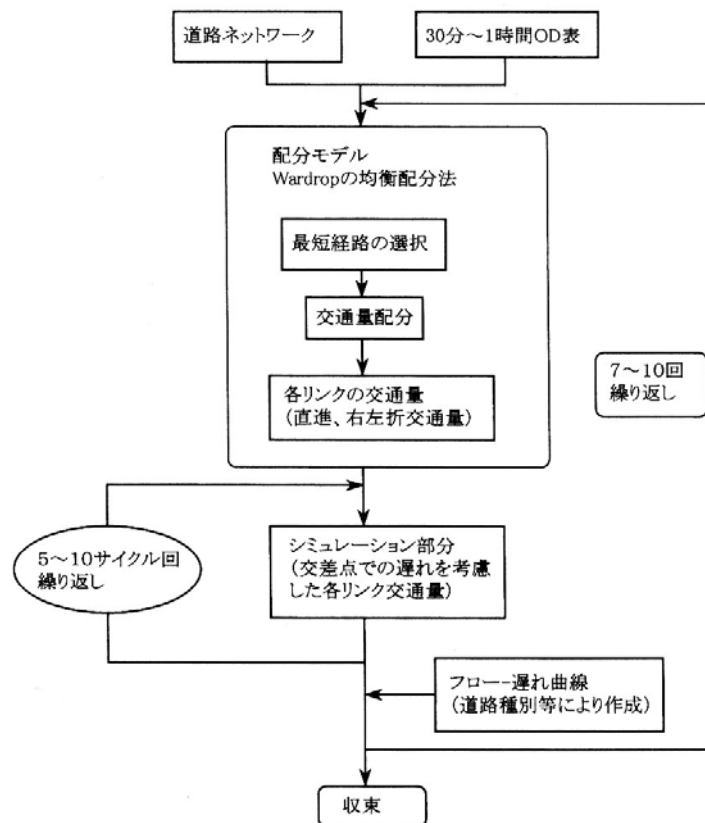 道路ネットワーク
30分～1時間OD表
配分モデル
Wardropの均衡配分法
最短経路の選択
交通量配分
各リンクの交通量
(直進、右左折交通量)
7～10回
繰り返し
5～10サイクル回
繰り返し
シミュレーション部分
(交差点での遅れを考慮
した各リンク交通量)
フロー-遅れ曲線
(道路種別等により作成)
収束